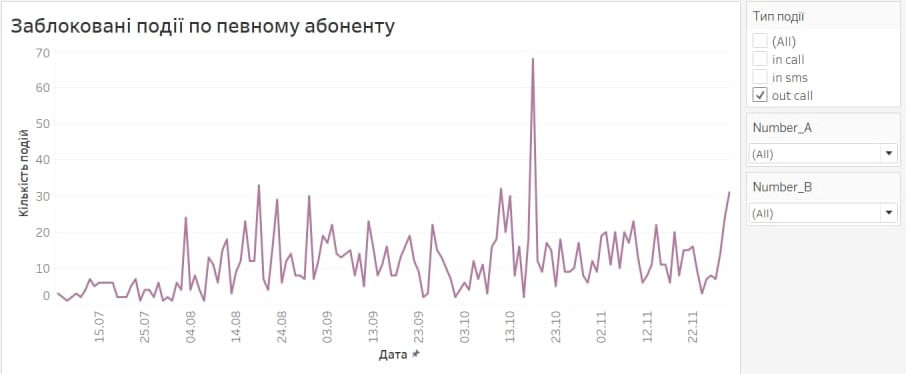 Заблоковані події по певному абоненту
70
60
50
40
30
20
10
0
Кількість подій
15.07
25.07
04.08
14.08
24.08
03.09
13.09
23.09
03.10
13.10
23.10
02.11
12.11
22.11
Дата
Тип події
(All)
in call
in sms
out call
Number_A
(All)
Number_B
(All)